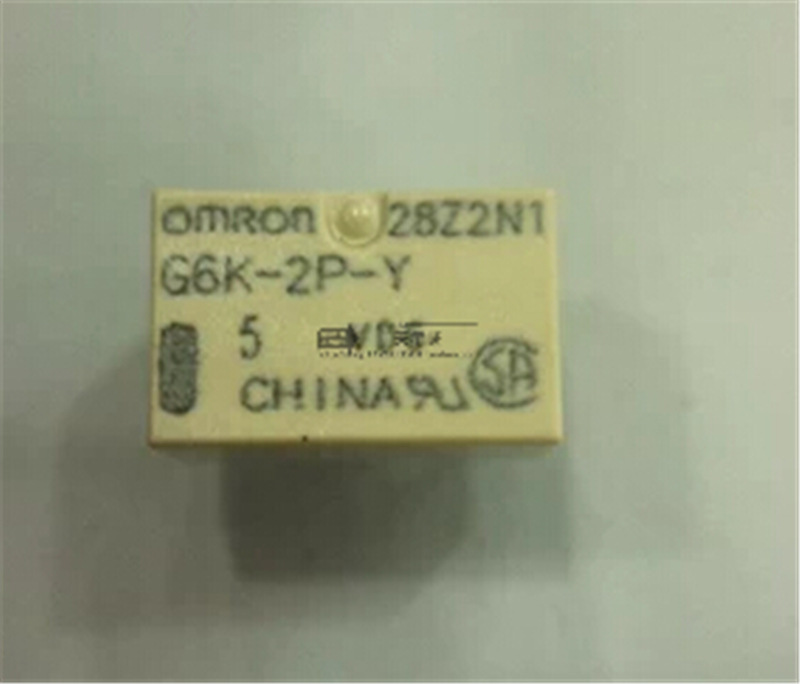 omron 28Z2N1
G6K-2P-Y
5 VDC
CHINA